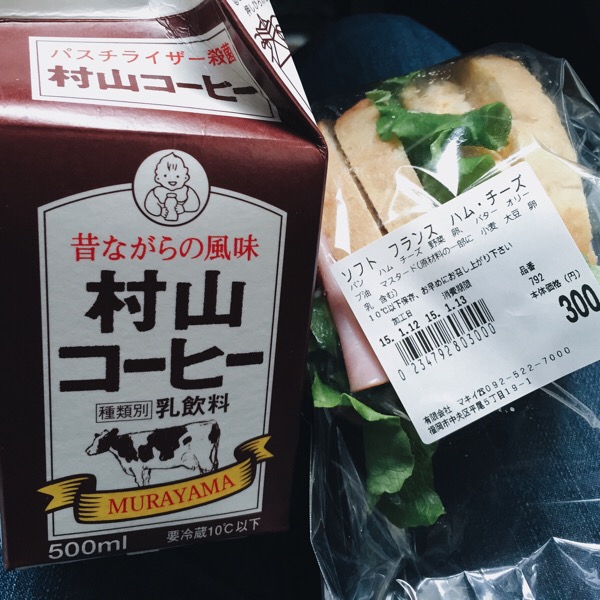 パスチライザー殺菌
村山コーヒー
昔ながらの風味
村山
コーヒー
種類別 乳飲料
MURAYAMA
500ml
要冷蔵10℃以下
ソフト フランス ハム・チーズ
パン ハム チーズ 野菜 卵 バター オリー
ブ油 マスタード(原材料の一部に 小麦 大豆 卵
乳 含む)
10℃以下保存、お早めにお召し上がり下さい
加工日 消費期限 品番
15.1.12 15.1.13 792
本体価格(円)
300
0234792803000
有限会社 マキイ 092-522-7000
福岡市中央区平尾5丁目19-1